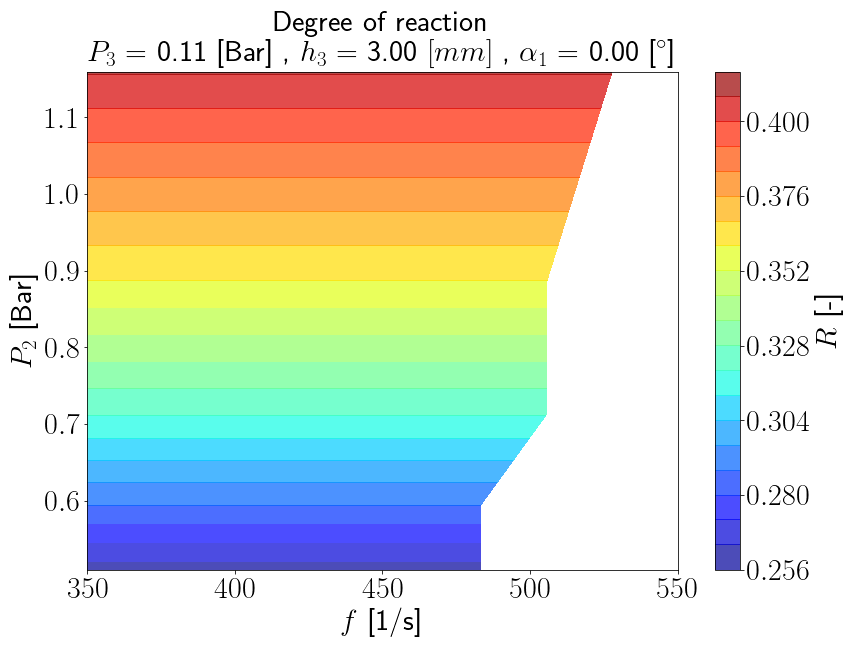 Degree of reaction
P₃ = 0.11 [Bar] , h₃ = 3.00 [mm] , α₁ = 0.00 [°]
P₂ [Bar]
1.1
1.0
0.9
0.8
0.7
0.6
350 400 450 500 550
f [1/s]
0.400
0.376
0.352
0.328
0.304
0.280
0.256
R [-]